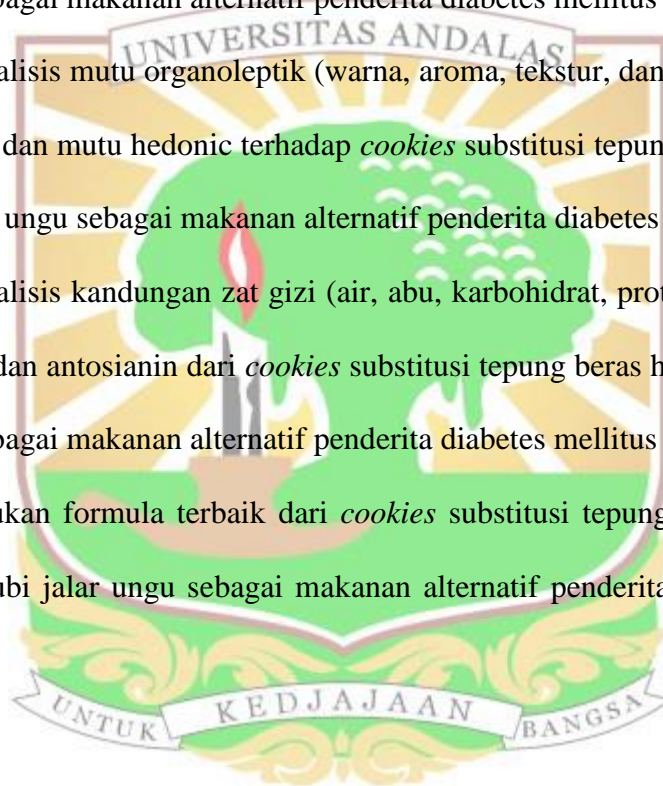 bagai makanan alternatif penderita diabetes mellitus
UNIVERSITAS ANDALAS
alisis mutu organoleptik (warna, aroma, tekstur, dan
dan mutu hedonic terhadap cookies substitusi tepun
ungu sebagai makanan alternatif penderita diabetes
alisis kandungan zat gizi (air, abu, karbohidrat, prot
dan antosianin dari cookies substitusi tepung beras h
bagai makanan alternatif penderita diabetes mellitus
ukan formula terbaik dari cookies substitusi tepung
ubi jalar ungu sebagai makanan alternatif penderita
UNTUK KEDJAJAAN BANGSA